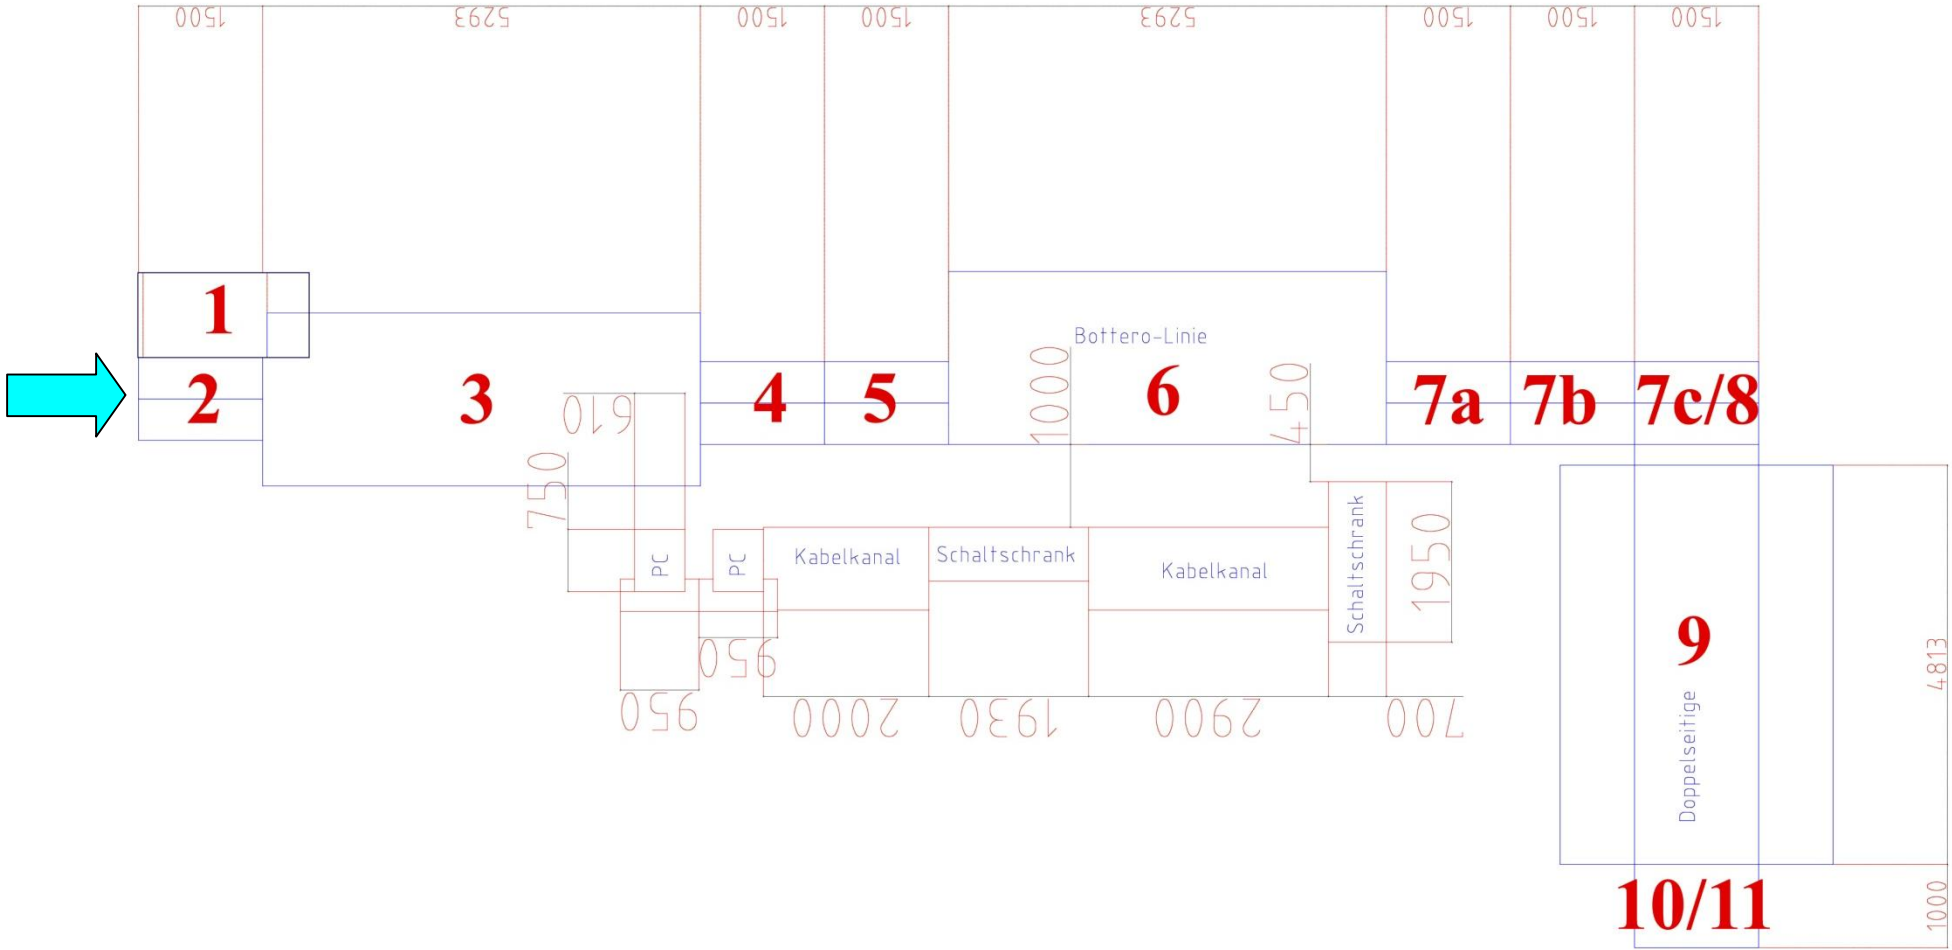 1500 5293 1500 1500 5293 1500 1500 1500
1
Bottero-Linie
2 3 4 5 6 7a 7b 7c/8
610 1000 450
750
PC PC Kabelkanal Schaltschrank Kabelkanal Schaltschrank 1950
9
950
4813
950 2000 1930 2900 700
Doppelseitige
10/11 1000